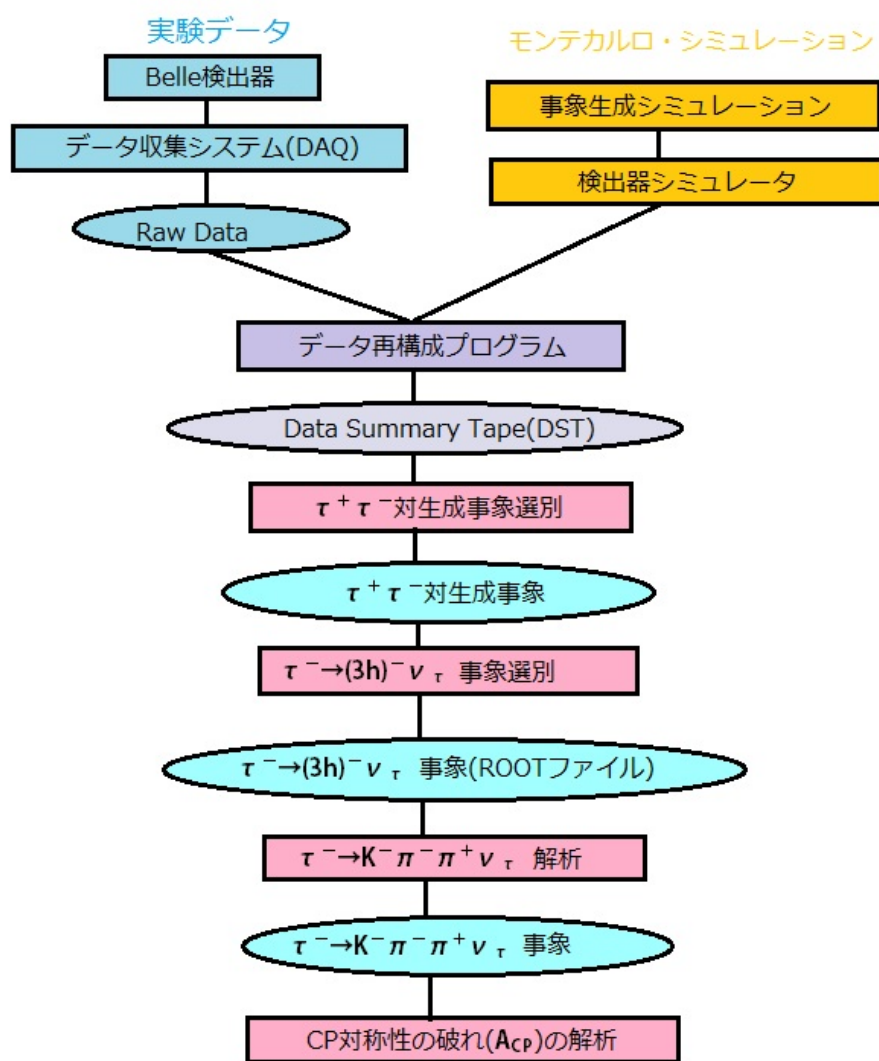 実験データ
モンテカルロ・シミュレーション
Belle検出器
事象生成シミュレーション
データ収集システム(DAQ)
検出器シミュレータ
Raw Data
データ再構成プログラム
Data Summary Tape(DST)
τ⁺τ⁻対生成事象選別
τ⁺τ⁻対生成事象
τ⁻→(3h)⁻ν_τ 事象選別
τ⁻→(3h)⁻ν_τ 事象(ROOTファイル)
τ⁻→K⁻π⁻π⁺ν_τ 解析
τ⁻→K⁻π⁻π⁺ν_τ 事象
CP対称性の破れ(A_CP)の解析